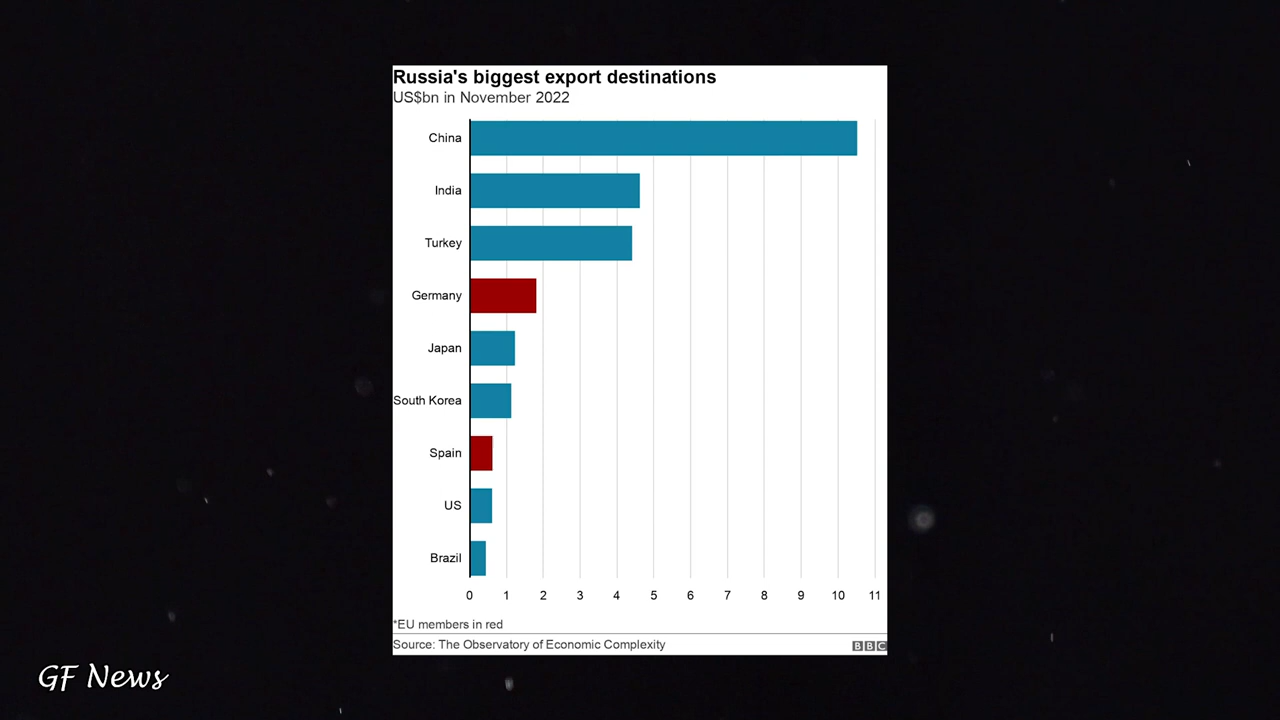 Russia's biggest export destinations
US$bn in November 2022
China
India
Turkey
Germany
Japan
South Korea
Spain
US
Brazil
0 1 2 3 4 5 6 7 8 9 10 11
*EU members in red
Source: The Observatory of Economic Complexity
BBC
GF News